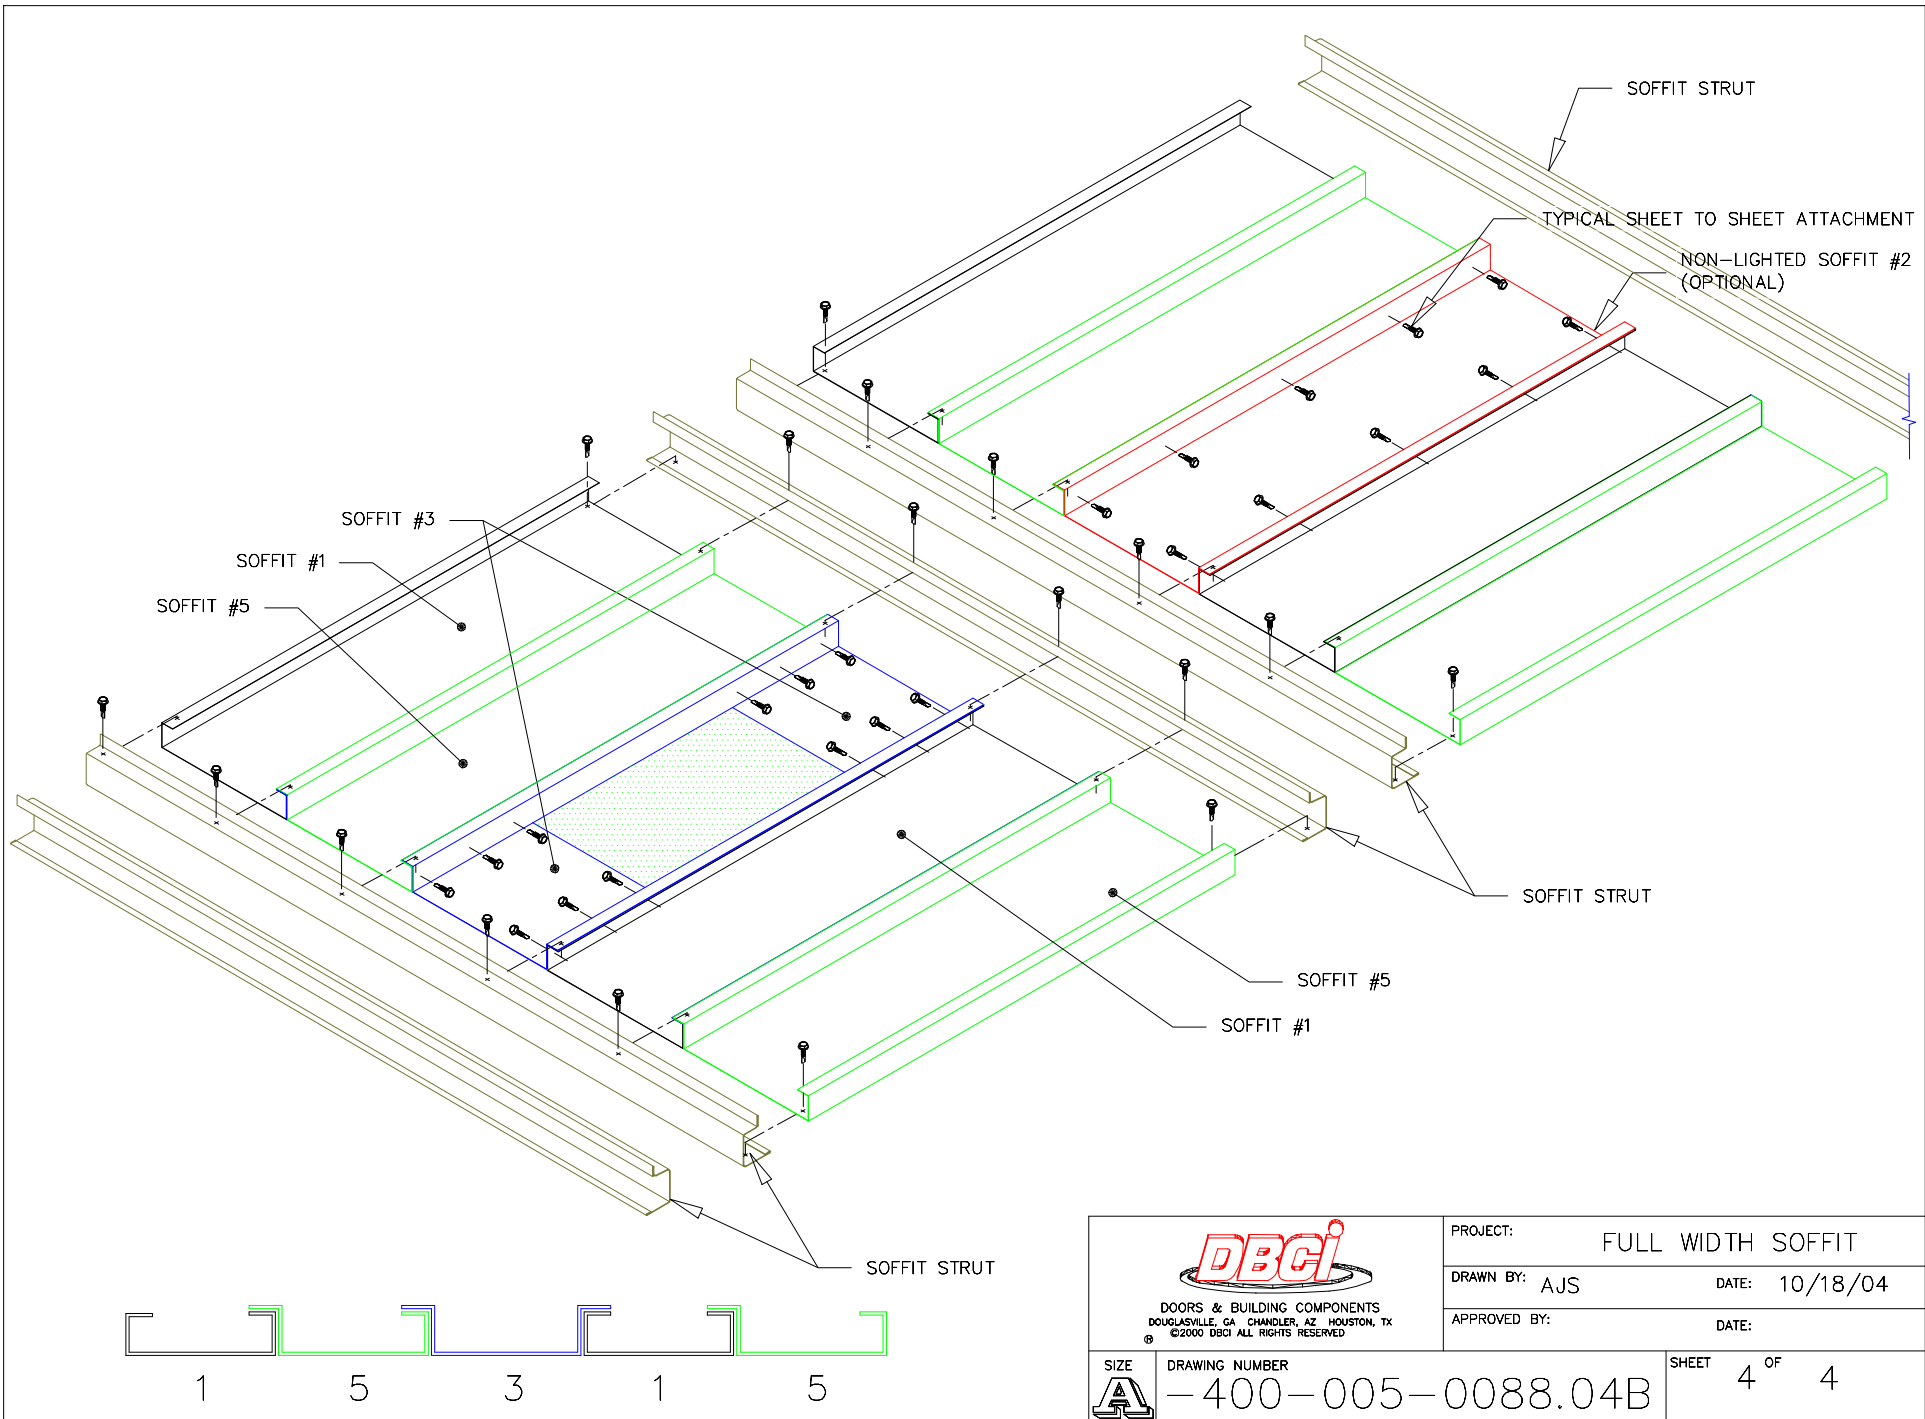 SOFFIT STRUT
TYPICAL SHEET TO SHEET ATTACHMENT
NON-LIGHTED SOFFIT #2
(OPTIONAL)
SOFFIT #3
SOFFIT #1
SOFFIT #5
SOFFIT STRUT
SOFFIT #5
SOFFIT #1
SOFFIT STRUT
1 5 3 1 5
DBCi
DOORS & BUILDING COMPONENTS
DOUGLASVILLE, GA CHANDLER, AZ HOUSTON, TX
©2000 DBCI ALL RIGHTS RESERVED
®
PROJECT: FULL WIDTH SOFFIT
DRAWN BY: AJS DATE: 10/18/04
APPROVED BY: DATE:
SIZE
A
DRAWING NUMBER
-400-005-0088.04B
SHEET 4 OF 4